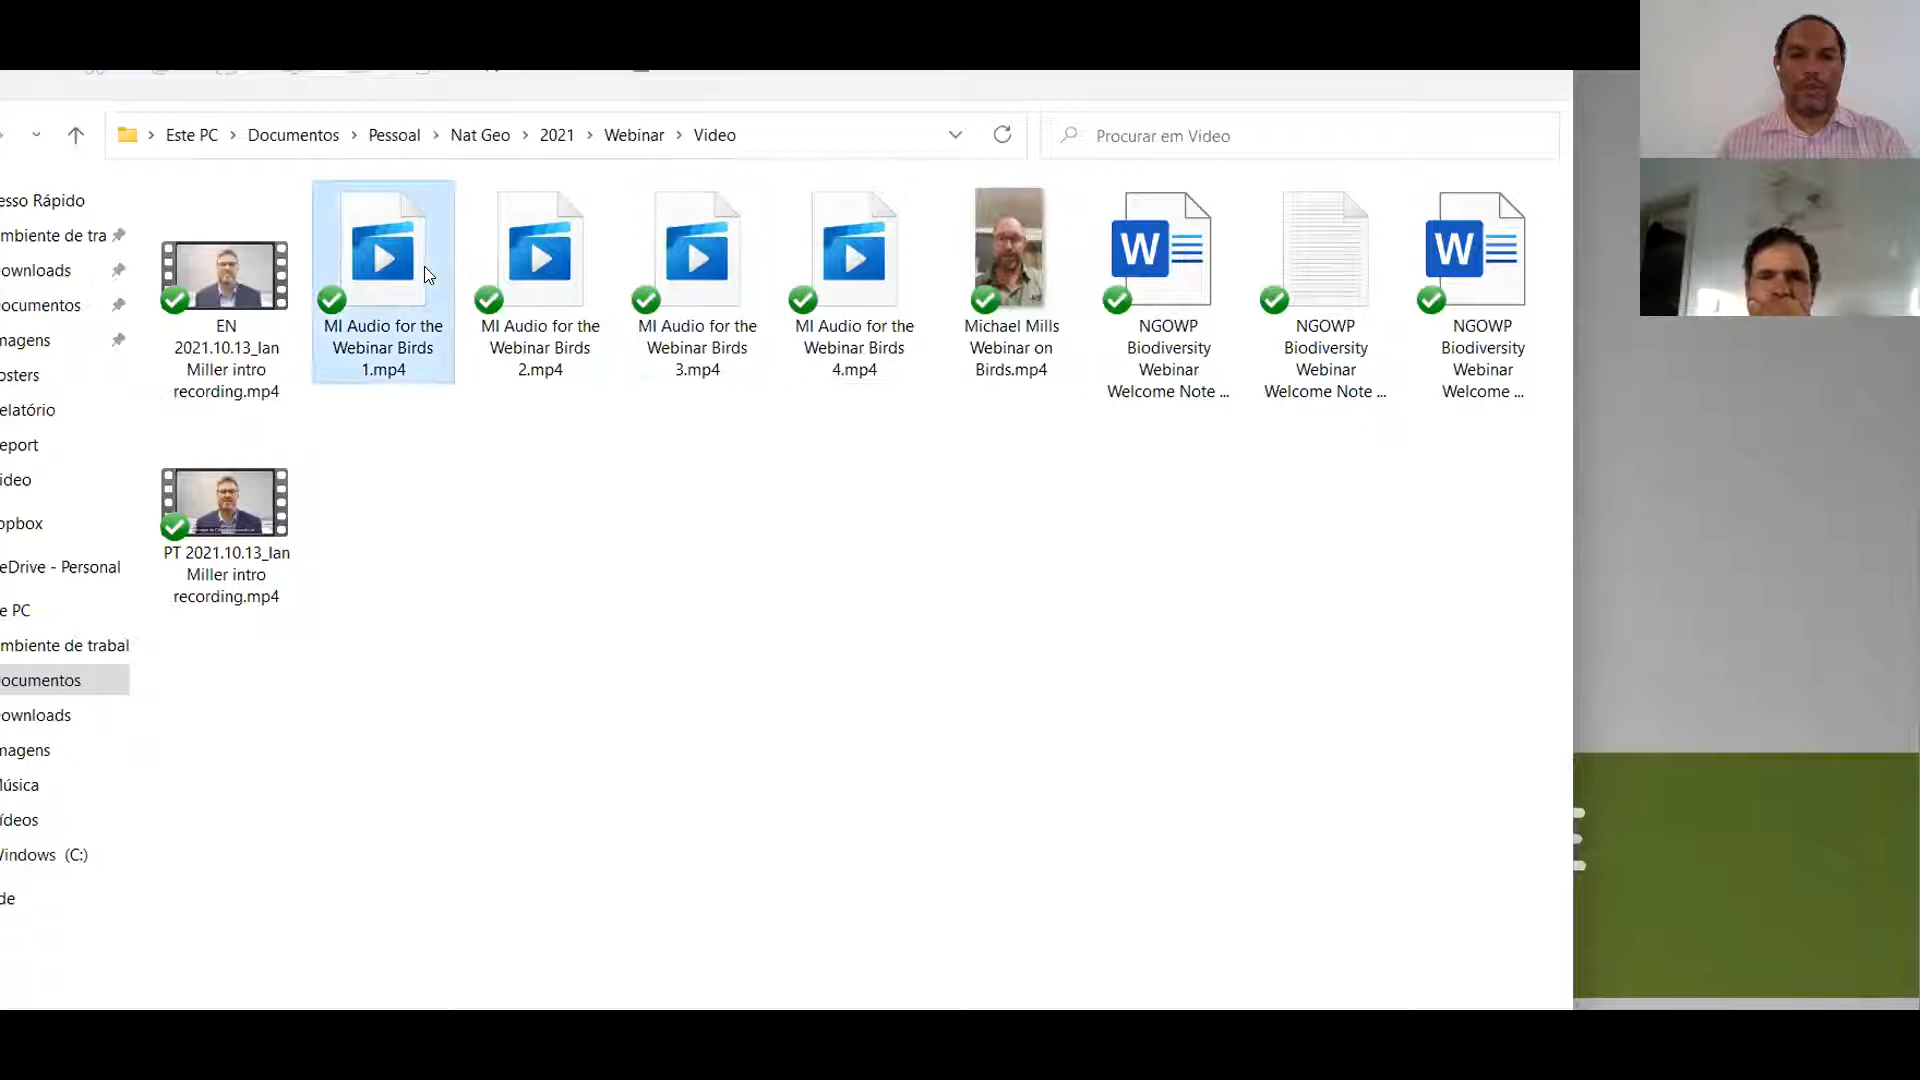 Este PC
Documentos
Pessoal
Nat Geo
2021
Webinar
Video
Procurar em Video
esso Rápido
mbiente de tra
ownloads
ocumentos
magens
osters
elatório
eport
ideo
opbox
eDrive - Personal
e PC
mbiente de trabal
ocumentos
ownloads
magens
úsica
ídeos
Windows (C:)
de
EN
2021.10.13_Ian
Miller intro
recording.mp4
MI Audio for the
Webinar Birds
1.mp4
MI Audio for the
Webinar Birds
2.mp4
MI Audio for the
Webinar Birds
3.mp4
MI Audio for the
Webinar Birds
4.mp4
Michael Mills
Webinar on
Birds.mp4
NGOWP
Biodiversity
Webinar
Welcome Note ...
NGOWP
Biodiversity
Webinar
Welcome Note ...
NGOWP
Biodiversity
Webinar
Welcome ...
PT 2021.10.13_Ian
Miller intro
recording.mp4